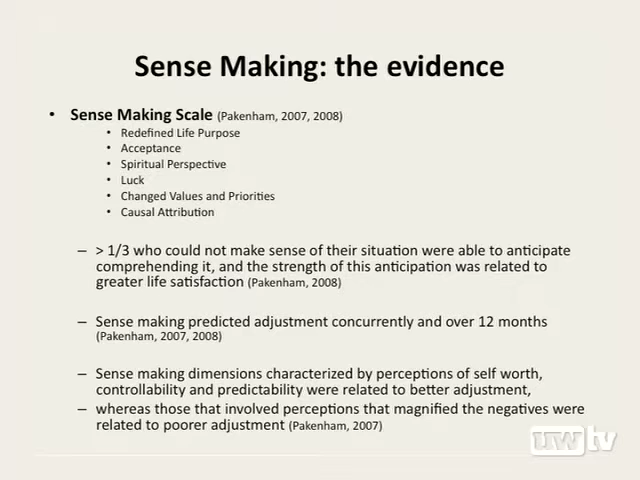 Sense Making: the evidence
• Sense Making Scale (Pakenham, 2007, 2008)
• Redefined Life Purpose
• Acceptance
• Spiritual Perspective
• Luck
• Changed Values and Priorities
• Causal Attribution
– > 1/3 who could not make sense of their situation were able to anticipate
comprehending it, and the strength of this anticipation was related to
greater life satisfaction (Pakenham, 2008)
– Sense making predicted adjustment concurrently and over 12 months
(Pakenham, 2007, 2008)
– Sense making dimensions characterized by perceptions of self worth,
controllability and predictability were related to better adjustment,
– whereas those that involved perceptions that magnified the negatives were
related to poorer adjustment (Pakenham, 2007)
uwtv